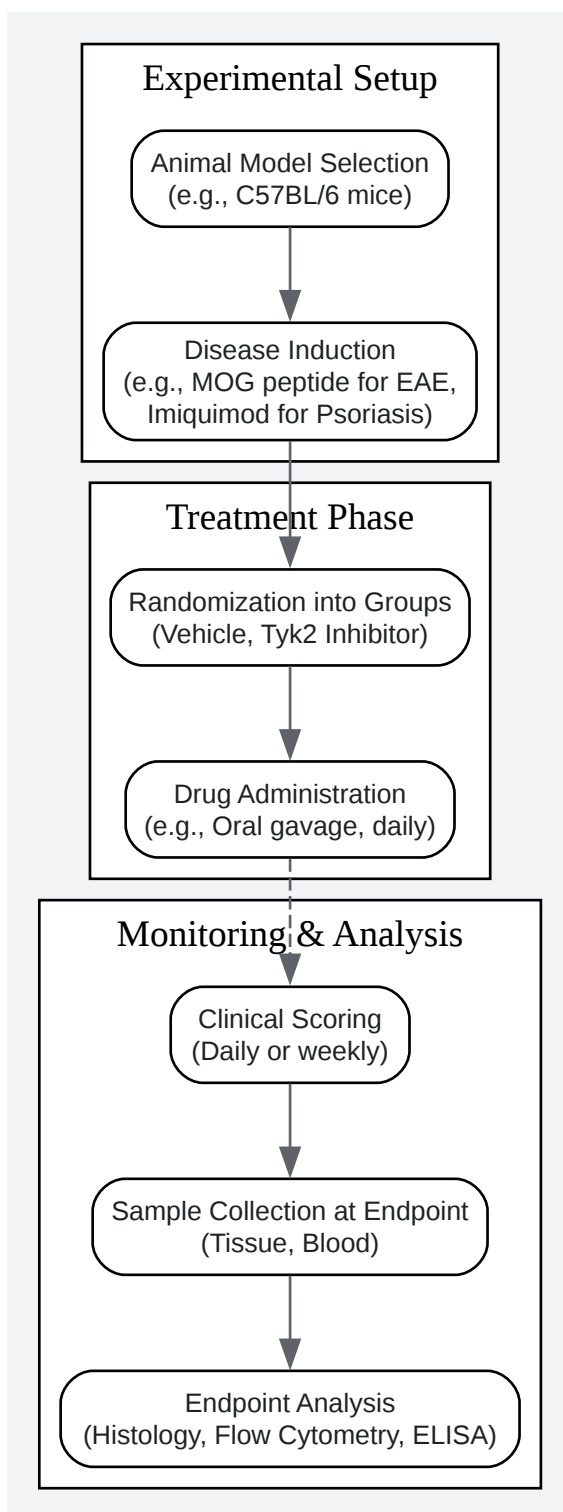 Experimental Setup
Animal Model Selection
(e.g., C57BL/6 mice)
Disease Induction
(e.g., MOG peptide for EAE,
Imiquimod for Psoriasis)
Treatment Phase
Randomization into Groups
(Vehicle, Tyk2 Inhibitor)
Drug Administration
(e.g., Oral gavage, daily)
Monitoring & Analysis
Clinical Scoring
(Daily or weekly)
Sample Collection at Endpoint
(Tissue, Blood)
Endpoint Analysis
(Histology, Flow Cytometry, ELISA)